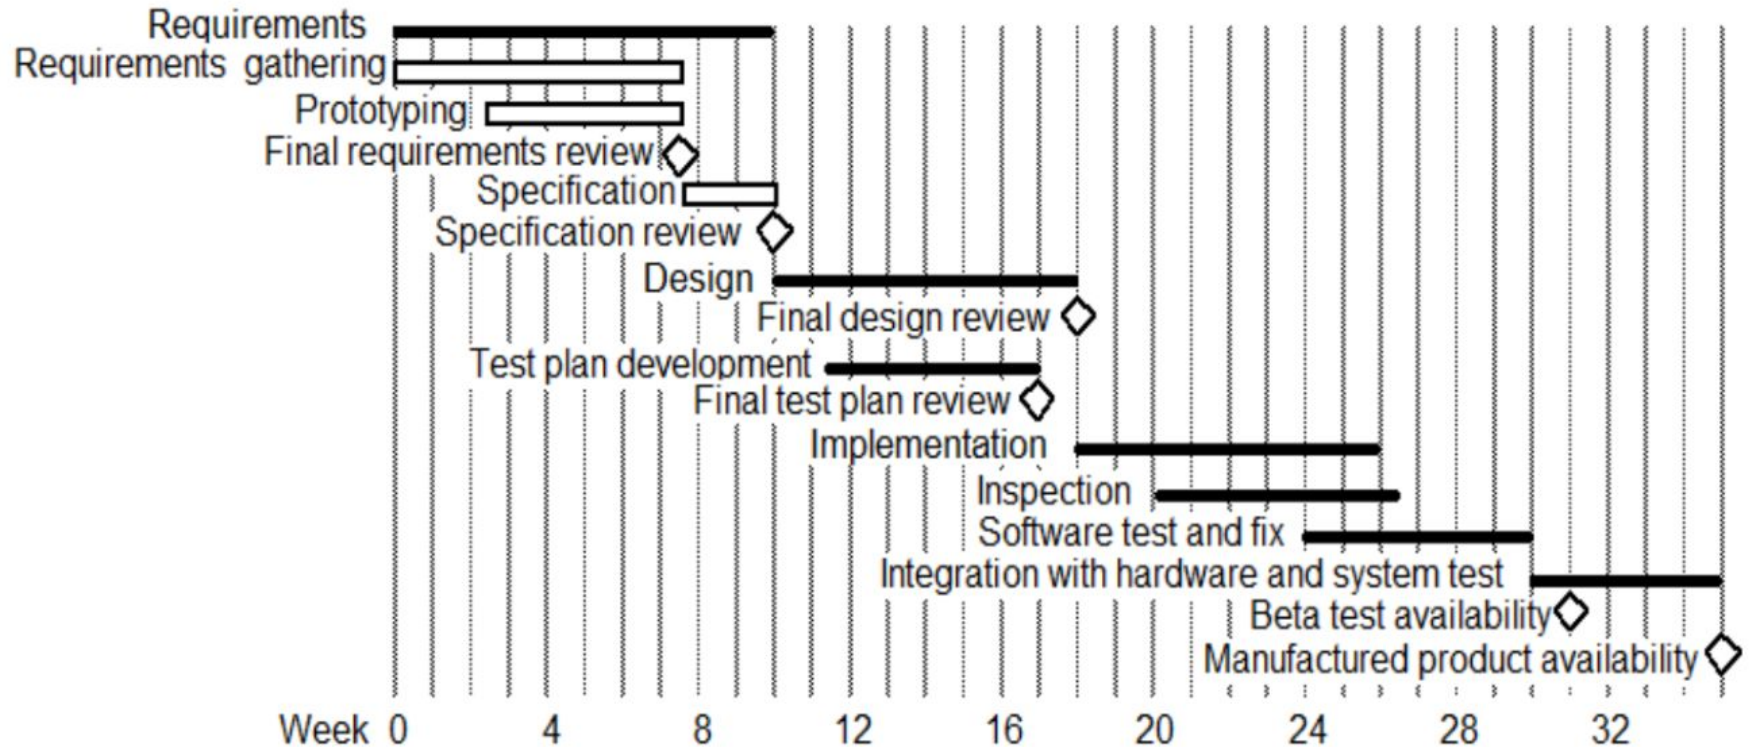 Requirements
Requirements gathering
Prototyping
Final requirements review
Specification
Specification review
Design
Final design review
Test plan development
Final test plan review
Implementation
Inspection
Software test and fix
Integration with hardware and system test
Beta test availability
Manufactured product availability
Week 0 4 8 12 16 20 24 28 32